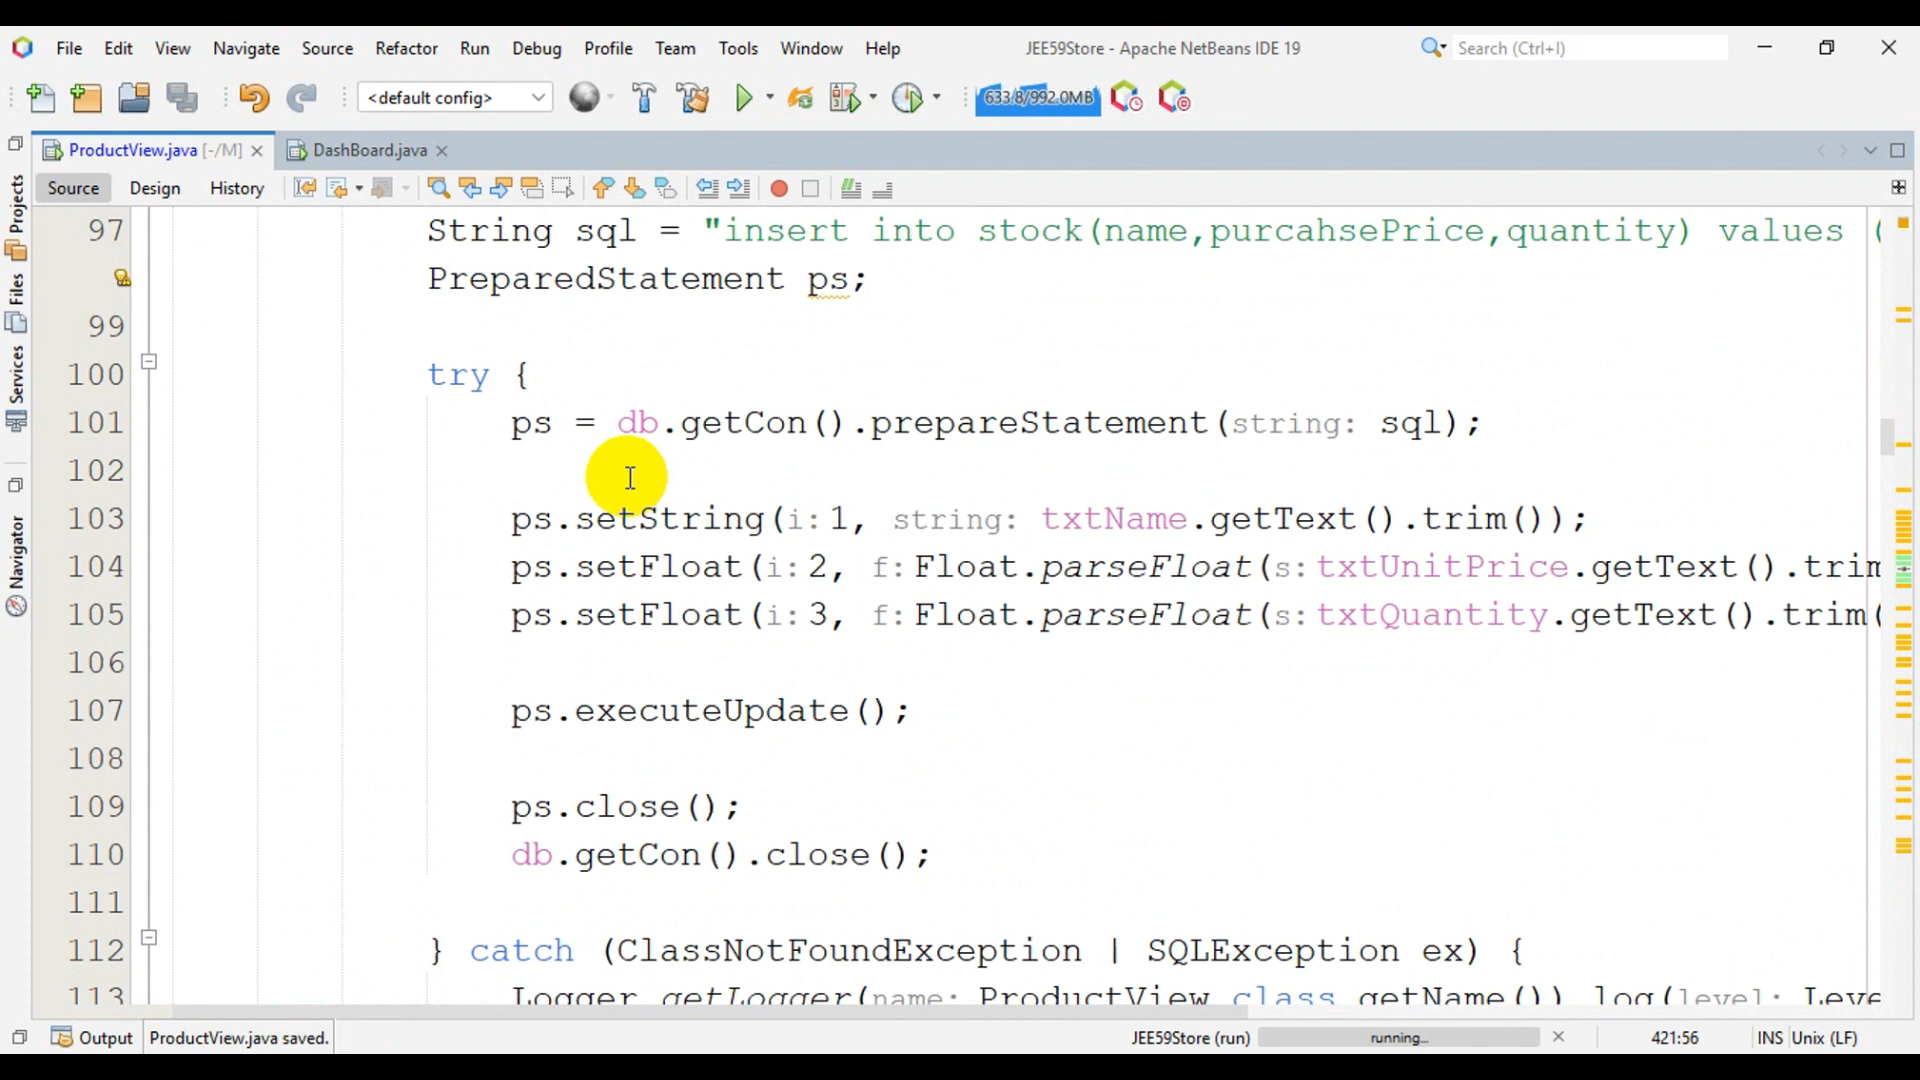 File Edit View Navigate Source Refactor Run Debug Profile Team Tools Window Help JEE59Store - Apache NetBeans IDE 19 Search (Ctrl+I)
<default config> 633.8/992.0MB
ProductView.java [-/M] DashBoard.java
Source Design History
Projects
Files
Services
Navigator
97 String sql = "insert into stock(name,purcahsePrice,quantity) values (
PreparedStatement ps;
99
100 try {
101 ps = db.getCon().prepareStatement(string: sql);
102
103 ps.setString(i: 1, string: txtName.getText().trim());
104 ps.setFloat(i: 2, f: Float.parseFloat(s: txtUnitPrice.getText().trim
105 ps.setFloat(i: 3, f: Float.parseFloat(s: txtQuantity.getText().trim(
106
107 ps.executeUpdate();
108
109 ps.close();
110 db.getCon().close();
111
112 } catch (ClassNotFoundException | SQLException ex) {
113 Logger.getLogger(name: ProductView.class.getName()).log(level: Leve
Output ProductView.java saved. JEE59Store (run) running... 421:56 INS Unix (LF)